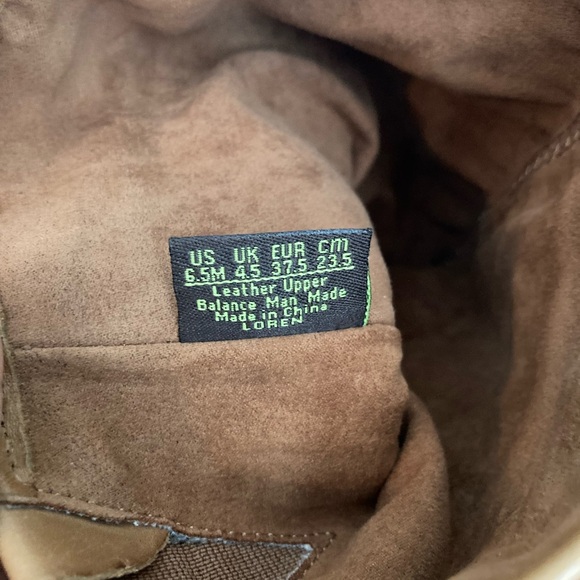 US UK EUR cm
6.5M 4.5 37.5 23.5
Leather Upper
Balance Man Made
Made in China
LOREN